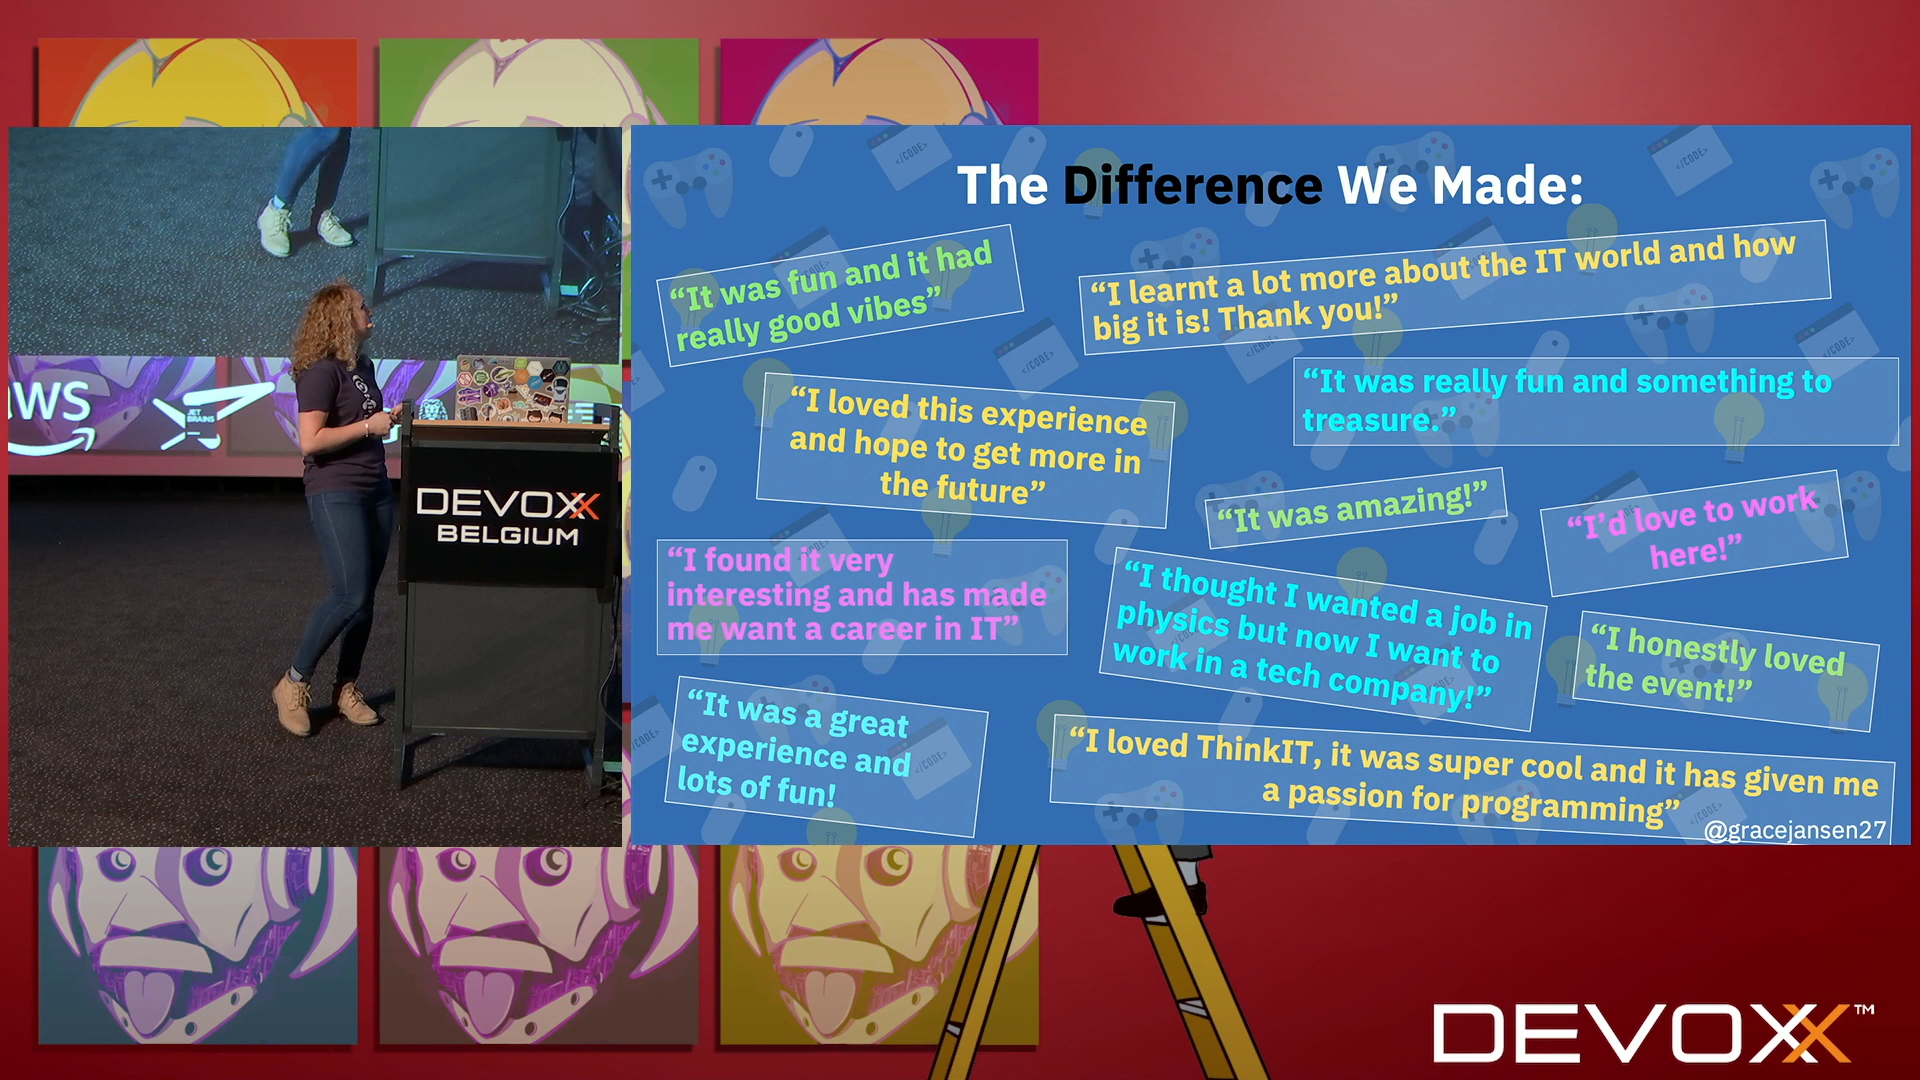 The Difference We Made:
“It was fun and it had
really good vibes”
“I learnt a lot more about the IT world and how
big it is! Thank you!”
“I loved this experience
and hope to get more in
the future”
“It was really fun and something to
treasure.”
“It was amazing!”
“I’d love to work
here!”
“I found it very
interesting and has made
me want a career in IT”
“I thought I wanted a job in
physics but now I want to
work in a tech company!”
“I honestly loved
the event!”
“It was a great
experience and
lots of fun!
“I loved ThinkIT, it was super cool and it has given me
a passion for programming”
@gracejansen27
JET
BRAINS
DEVOXX
BELGIUM
DEVOXX™